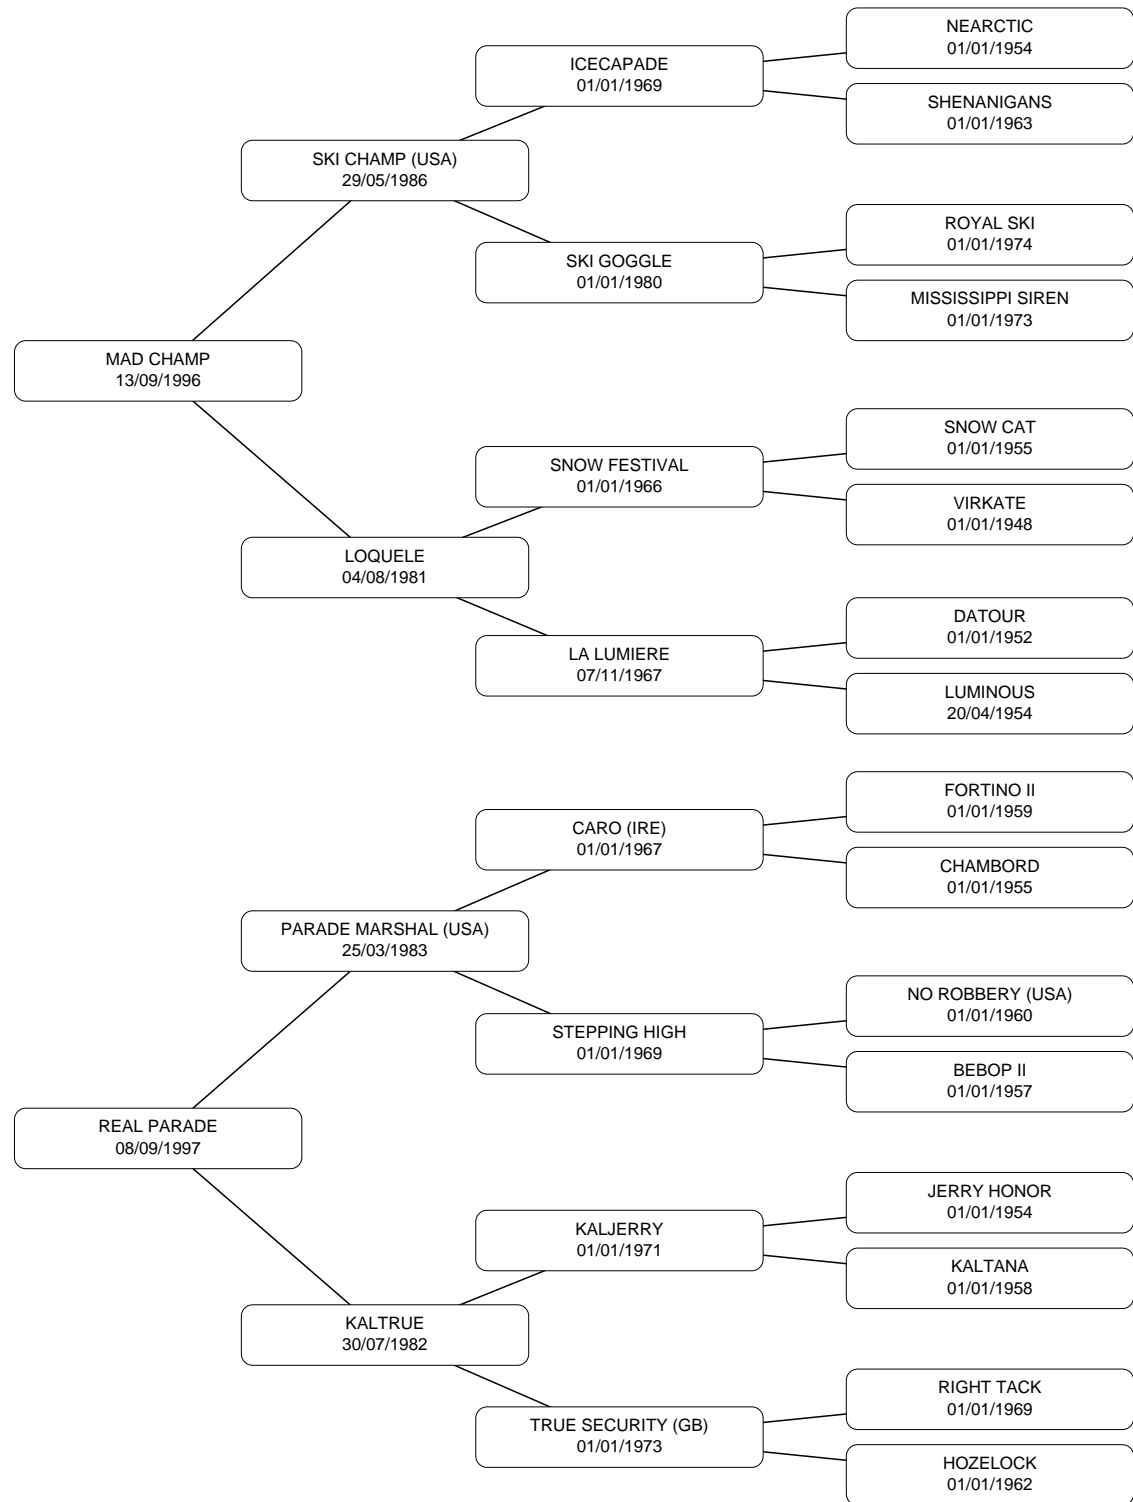 NEARCTIC
01/01/1954
ICECAPADE
01/01/1969
SHENANIGANS
01/01/1963
SKI CHAMP (USA)
29/05/1986
ROYAL SKI
01/01/1974
SKI GOGGLE
01/01/1980
MISSISSIPPI SIREN
01/01/1973
MAD CHAMP
13/09/1996
SNOW CAT
01/01/1955
SNOW FESTIVAL
01/01/1966
VIRKATE
01/01/1948
LOQUELE
04/08/1981
DATOUR
01/01/1952
LA LUMIERE
07/11/1967
LUMINOUS
20/04/1954
FORTINO II
01/01/1959
CARO (IRE)
01/01/1967
CHAMBORD
01/01/1955
PARADE MARSHAL (USA)
25/03/1983
NO ROBBERY (USA)
01/01/1960
STEPPING HIGH
01/01/1969
BEBOP II
01/01/1957
REAL PARADE
08/09/1997
JERRY HONOR
01/01/1954
KALJERRY
01/01/1971
KALTANA
01/01/1958
KALTRUE
30/07/1982
RIGHT TACK
01/01/1969
TRUE SECURITY (GB)
01/01/1973
HOZELOCK
01/01/1962